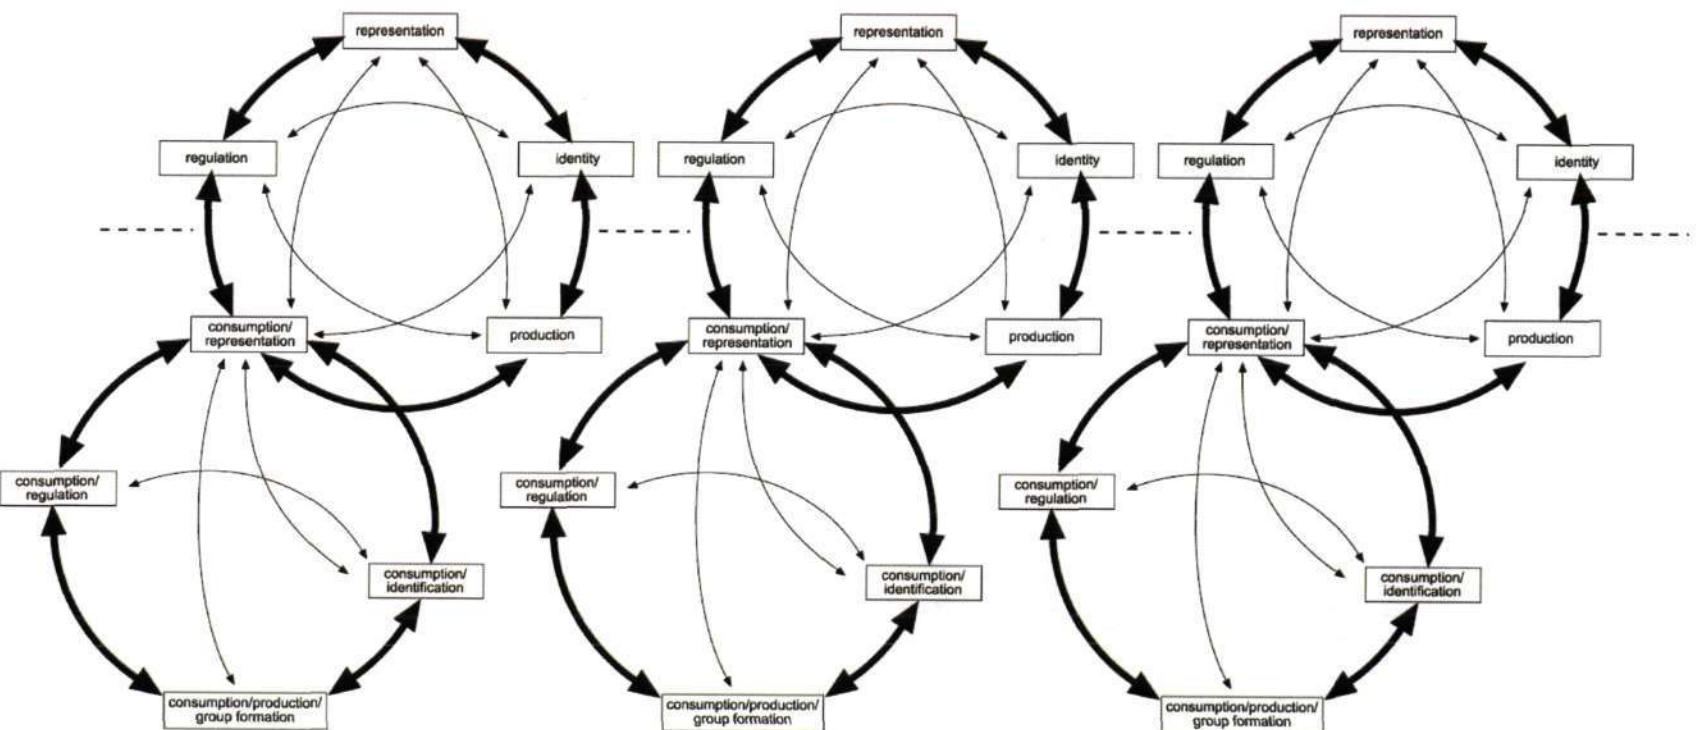 representation
representation
representation
regulation
identity
regulation
identity
regulation
identity
consumption/
representation
production
consumption/
representation
production
consumption/
representation
production
consumption/
regulation
consumption/
regulation
consumption/
regulation
consumption/
identification
consumption/
identification
consumption/
identification
consumption/production/
group formation
consumption/production/
group formation
consumption/production/
group formation